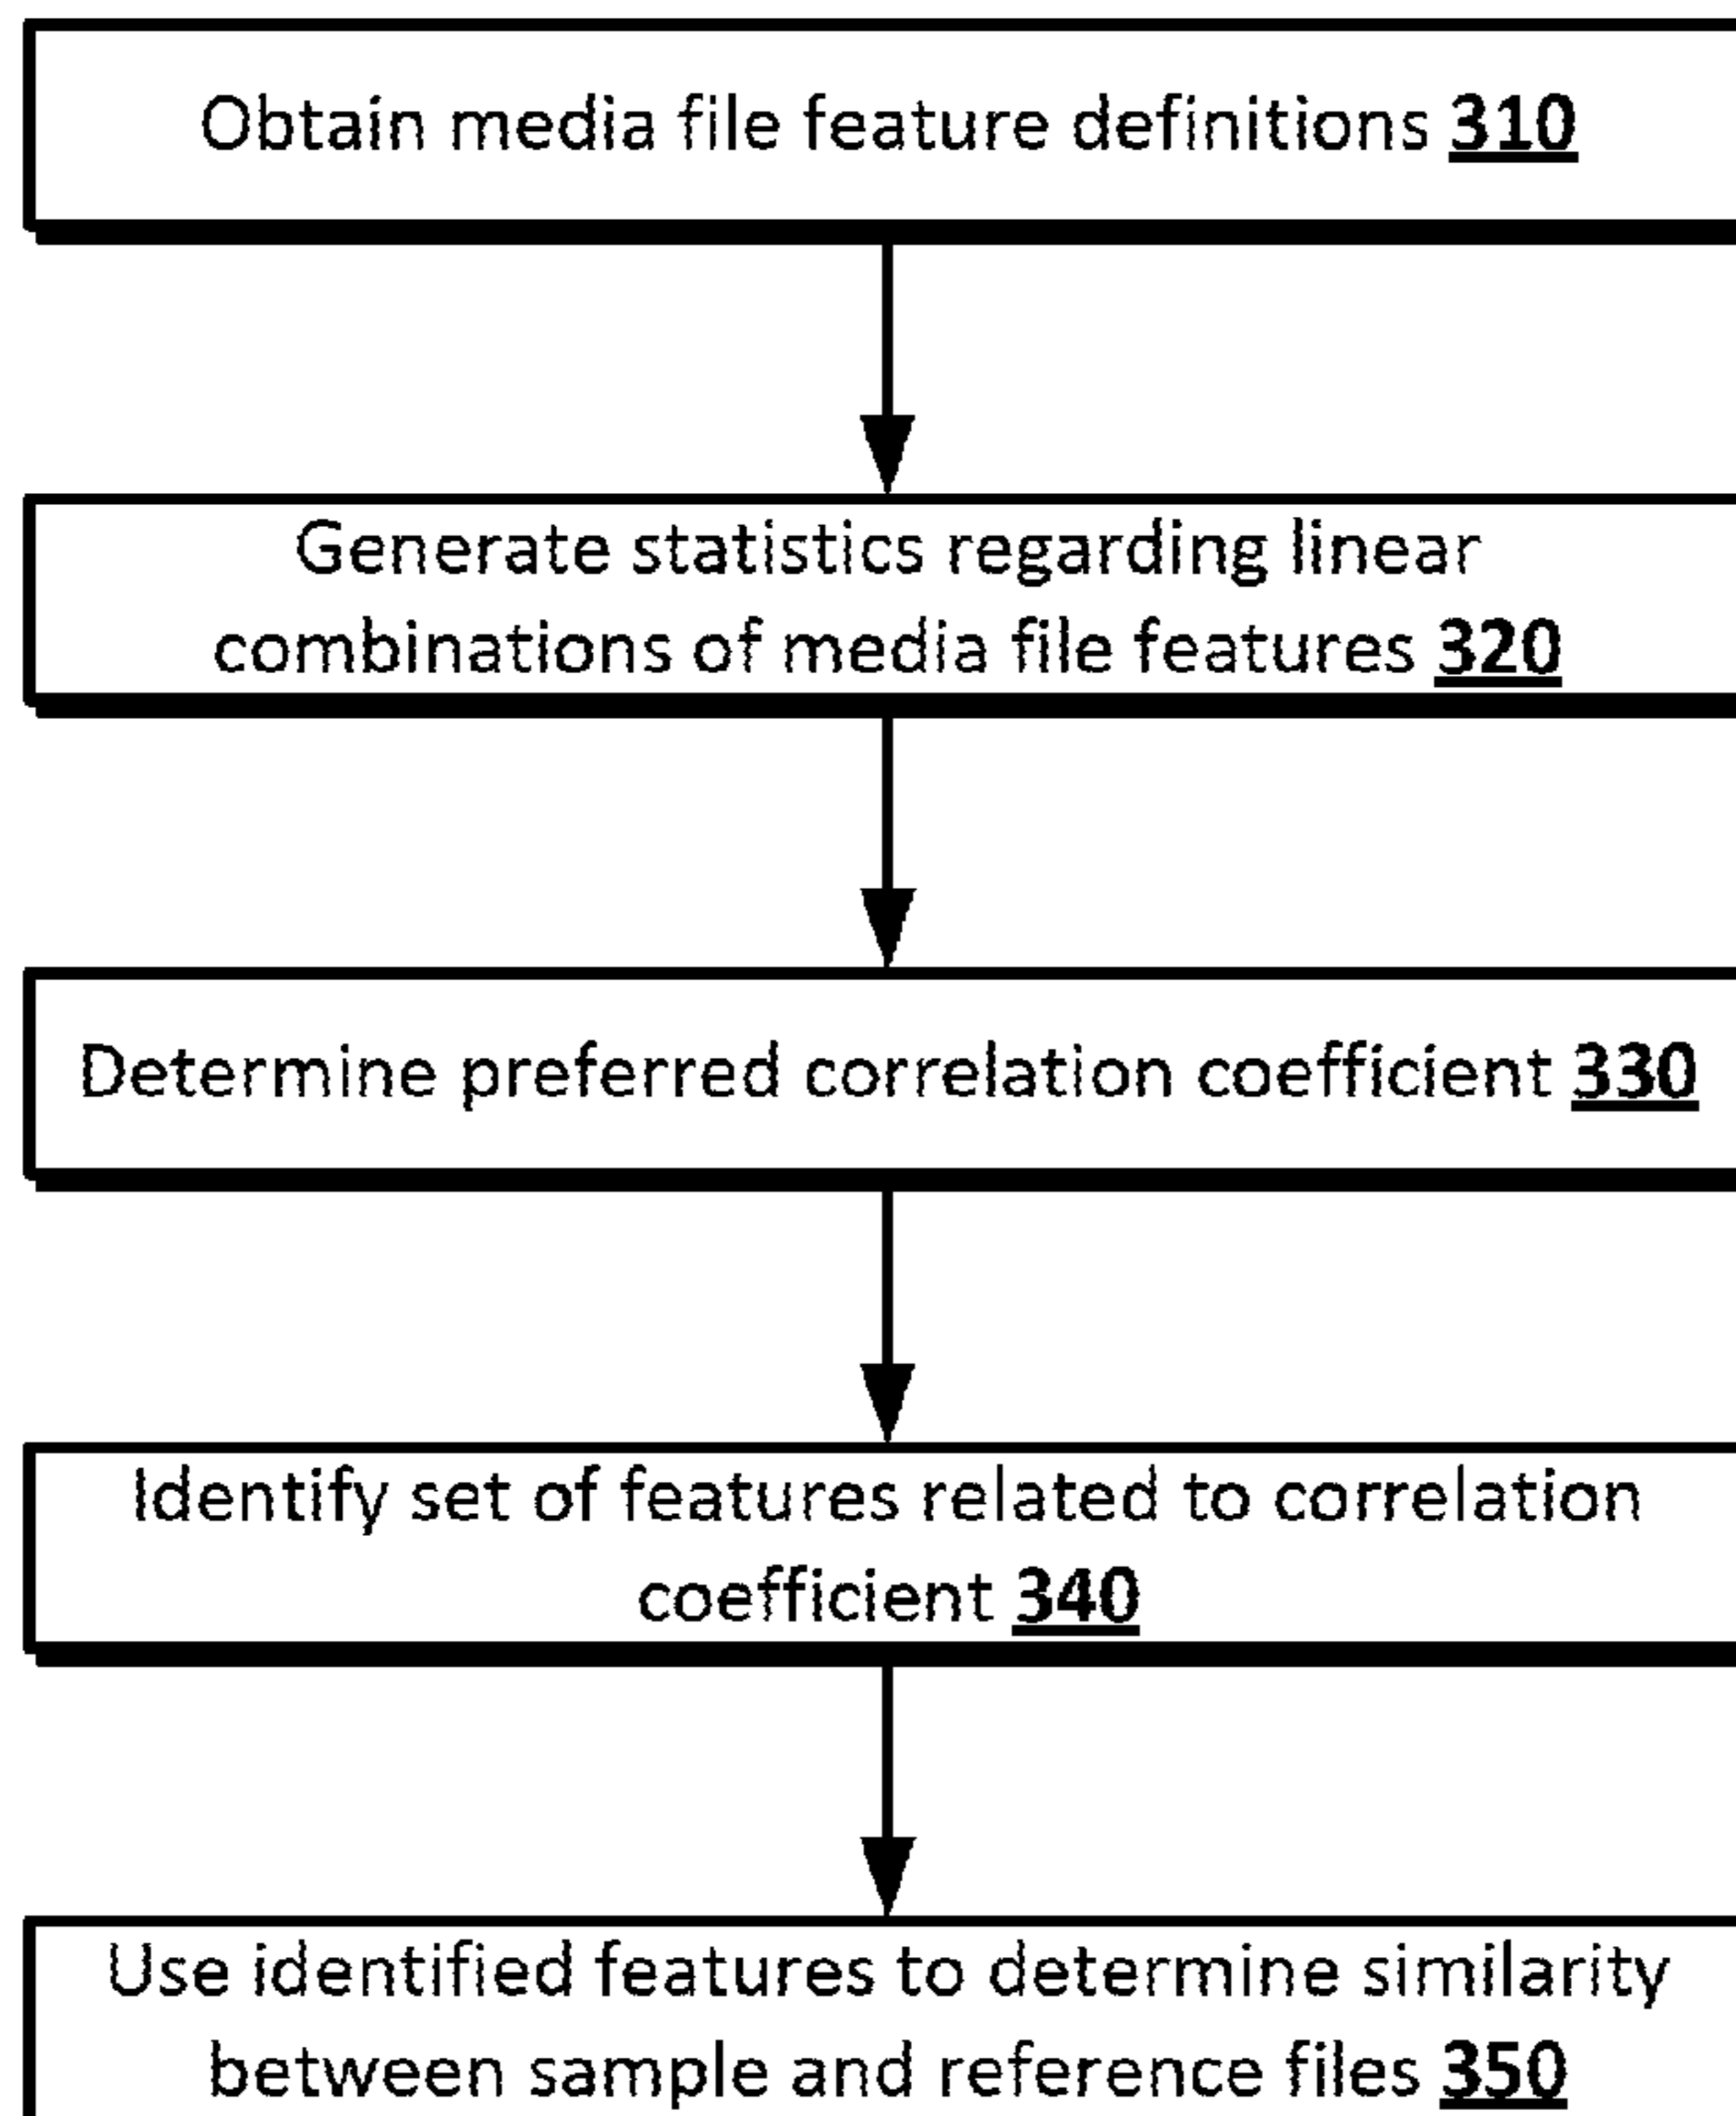 Obtain media file feature definitions 310
Generate statistics regarding linear
combinations of media file features 320
Determine preferred correlation coefficient 330
Identify set of features related to correlation
coefficient 340
Use identified features to determine similarity
between sample and reference files 350